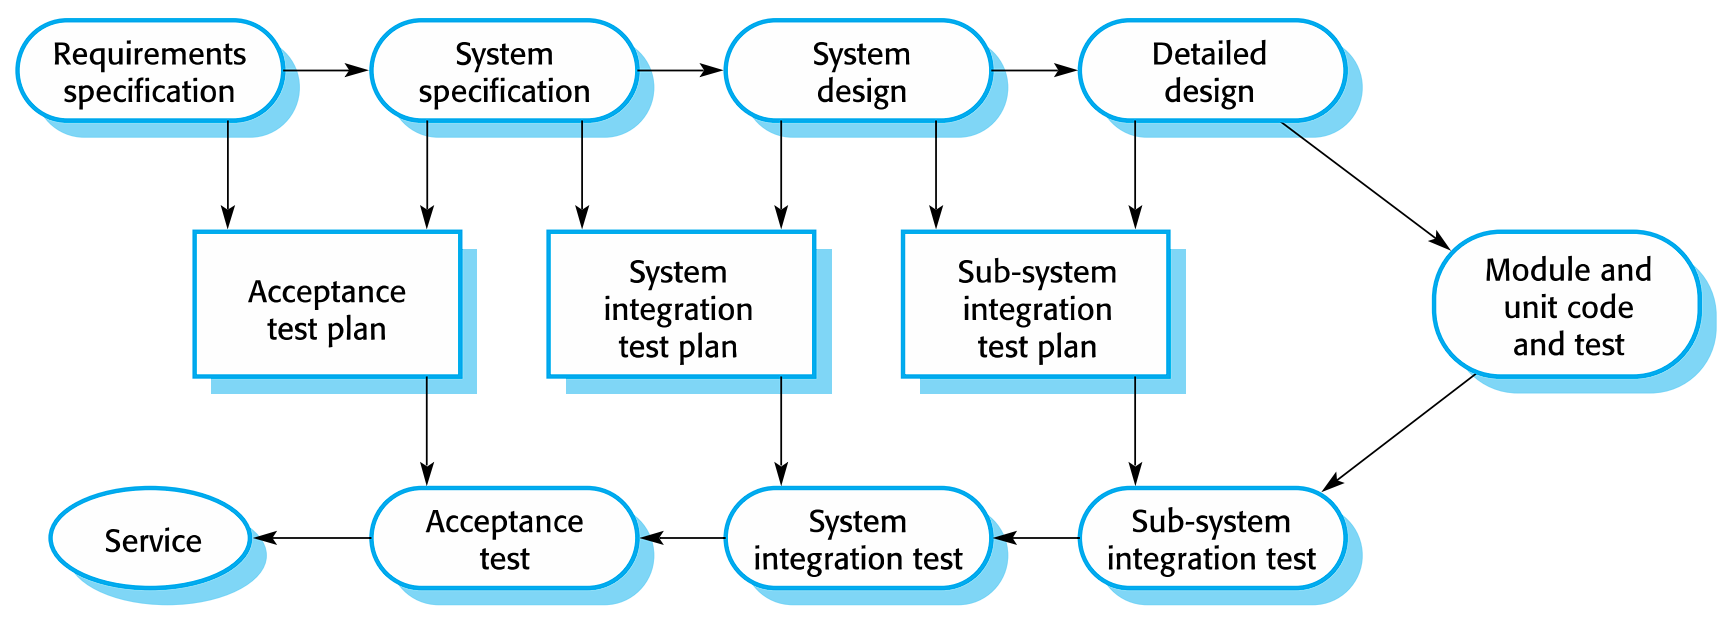 Requirements
specification
System
specification
System
design
Detailed
design
Acceptance
test plan
System
integration
test plan
Sub-system
integration
test plan
Module and
unit code
and test
Service
Acceptance
test
System
integration test
Sub-system
integration test